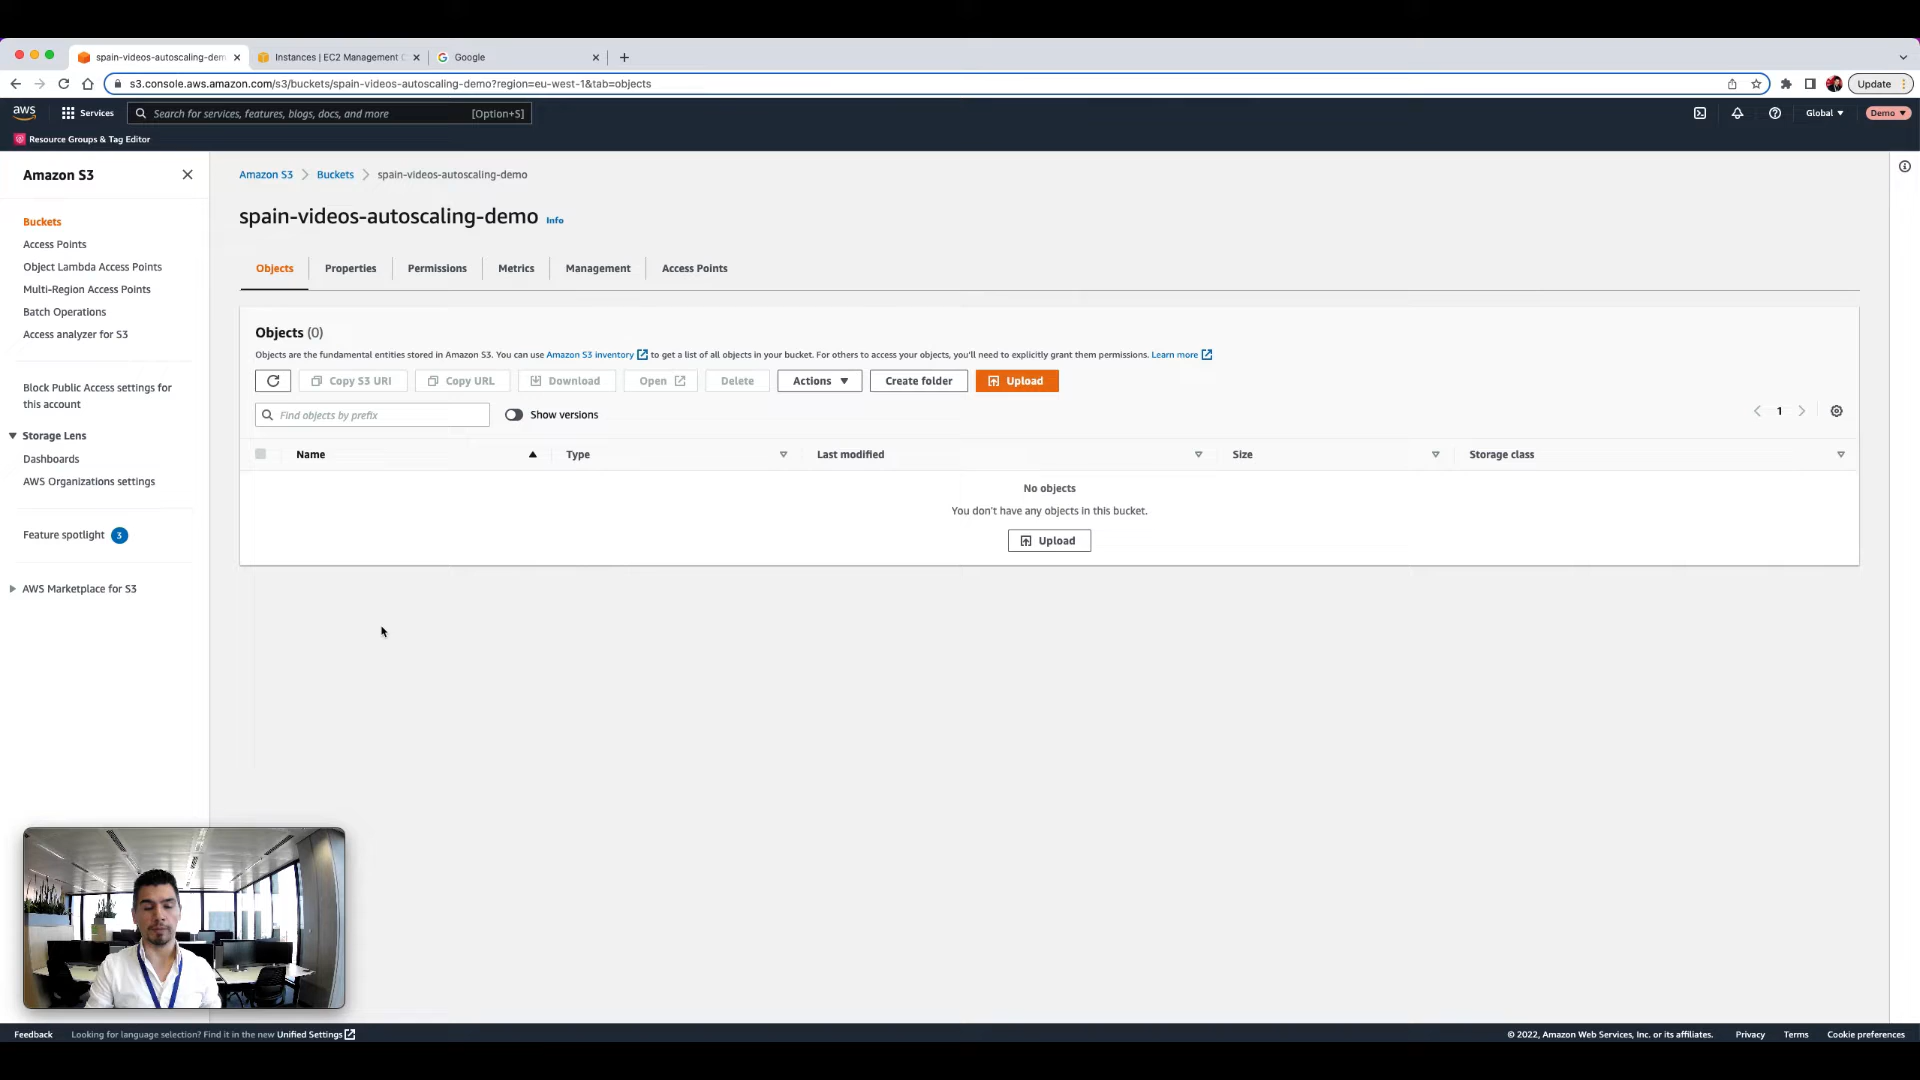 spain-videos-autoscaling-dem
Instances | EC2 Management C
Google
s3.console.aws.amazon.com/s3/buckets/spain-videos-autoscaling-demo?region=eu-west-1&tab=objects
Update
aws
Services
Search for services, features, blogs, docs, and more
[Option+S]
Global
Demo
Resource Groups & Tag Editor
Amazon S3
Buckets
Access Points
Object Lambda Access Points
Multi-Region Access Points
Batch Operations
Access analyzer for S3
Block Public Access settings for
this account
Storage Lens
Dashboards
AWS Organizations settings
Feature spotlight 3
AWS Marketplace for S3
Amazon S3 > Buckets > spain-videos-autoscaling-demo
spain-videos-autoscaling-demo Info
Objects
Properties
Permissions
Metrics
Management
Access Points
Objects (0)
Objects are the fundamental entities stored in Amazon S3. You can use Amazon S3 inventory to get a list of all objects in your bucket. For others to access your objects, you'll need to explicitly grant them permissions. Learn more
Copy S3 URI
Copy URL
Download
Open
Delete
Actions
Create folder
Upload
Find objects by prefix
Show versions
1
Name
Type
Last modified
Size
Storage class
No objects
You don't have any objects in this bucket.
Upload
Feedback
Looking for language selection? Find it in the new Unified Settings
© 2022, Amazon Web Services, Inc. or its affiliates.
Privacy
Terms
Cookie preferences